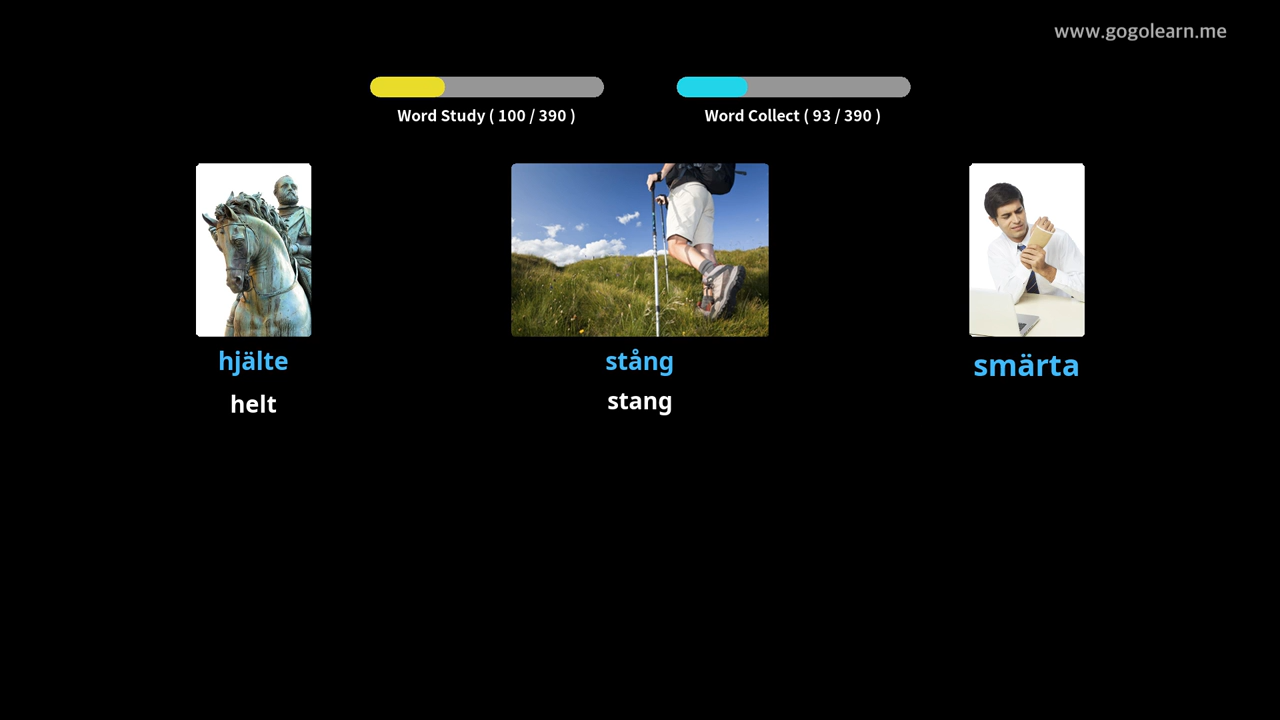 www.gogolearn.me
Word Study ( 100 / 390 )
Word Collect ( 93 / 390 )
hjälte
stång
smärta
helt
stang